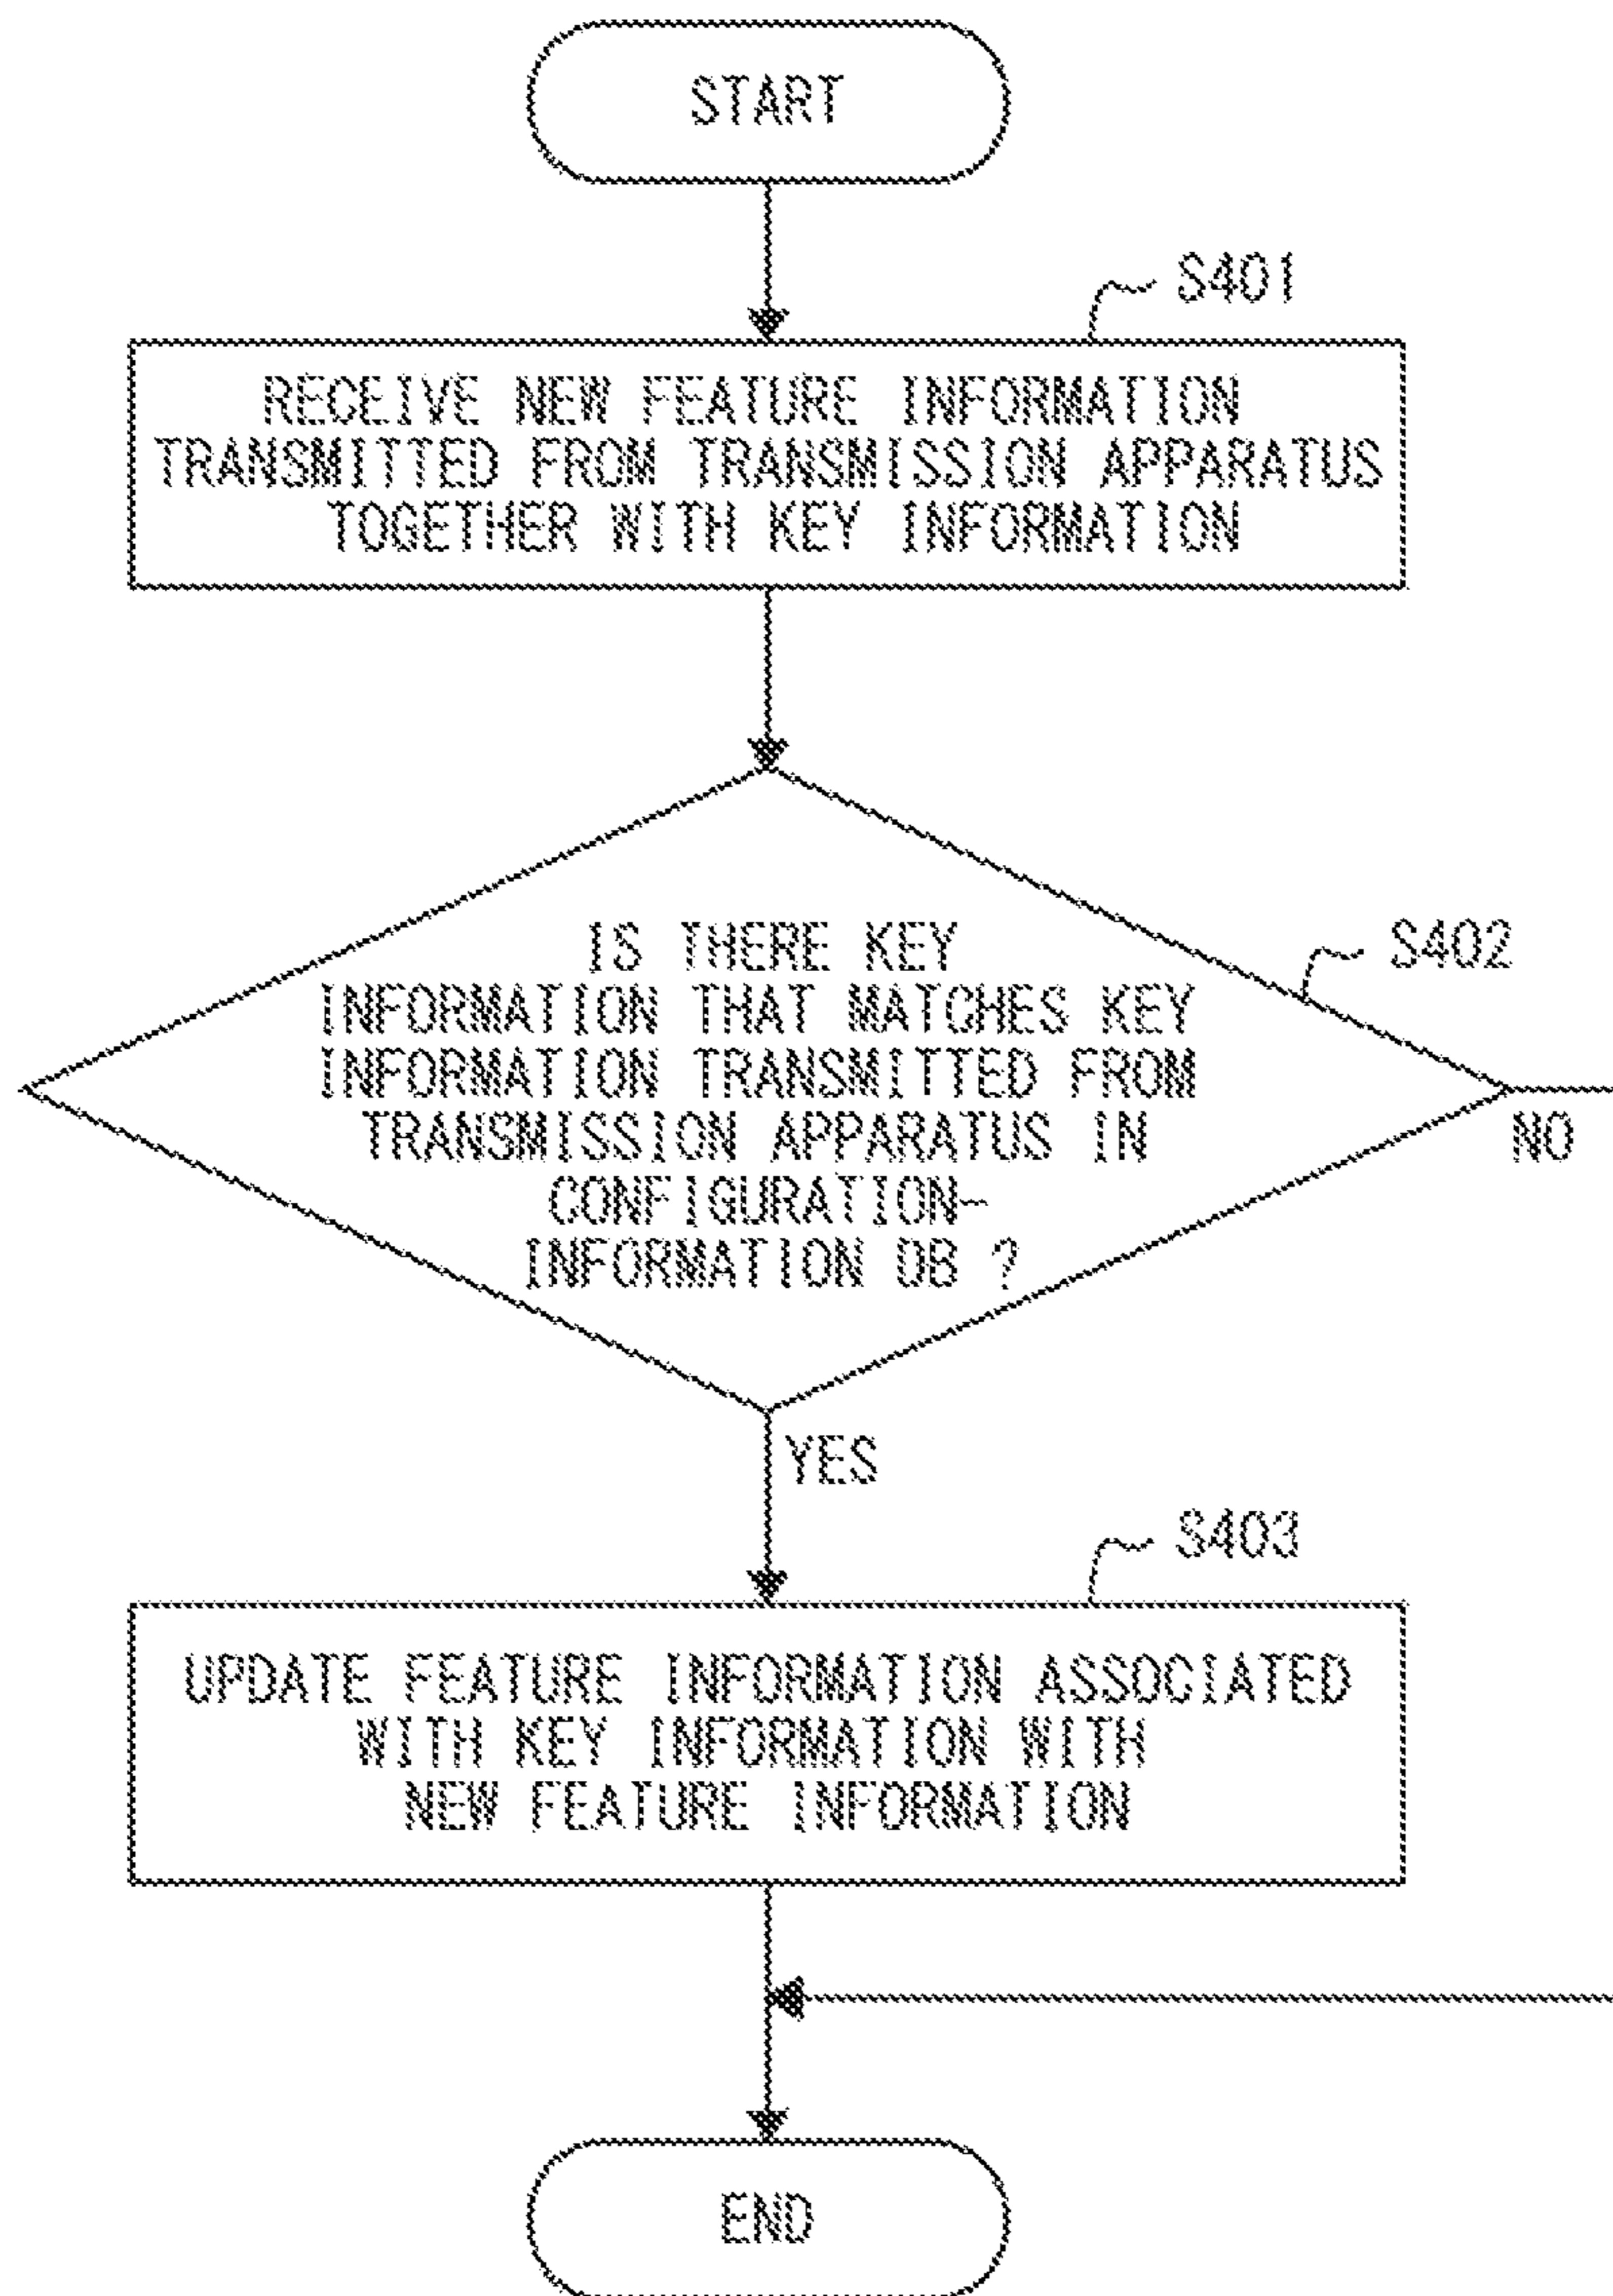 START
S401
RECEIVE NEW FEATURE INFORMATION
TRANSMITTED FROM TRANSMISSION APPARATUS
TOGETHER WITH KEY INFORMATION
S402
IS THERE KEY
INFORMATION THAT MATCHES KEY
INFORMATION TRANSMITTED FROM
TRANSMISSION APPARATUS IN
CONFIGURATION-
INFORMATION DB ?
NO
YES
S403
UPDATE FEATURE INFORMATION ASSOCIATED
WITH KEY INFORMATION WITH
NEW FEATURE INFORMATION
END